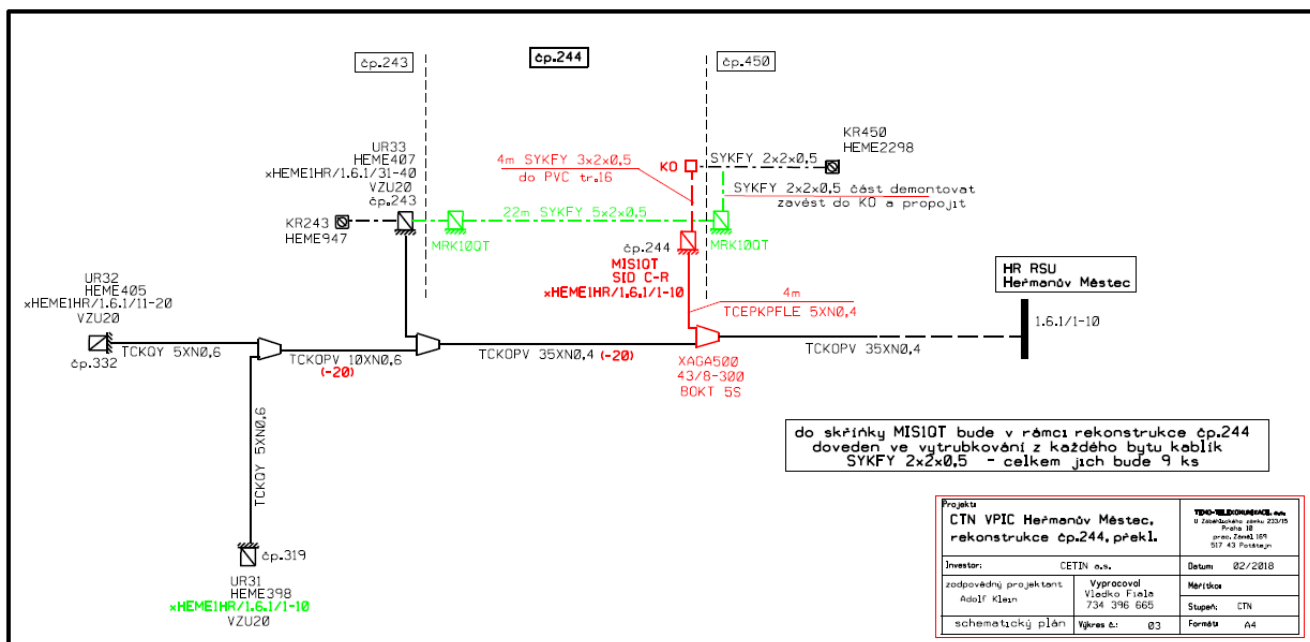 čp.243
čp.244
čp.450
UR33
HEME407
xHEME1HR/1.6.1/31-40
VZU20
čp.243
KR243
HEME947
4m SYKFY 3x2x0,5
do PVC tr.16
KO
SYKFY 2x2x0,5
KR450
HEME2298
SYKFY 2x2x0,5 část demontovat
zavést do KO a propojit
22m SYKFY 5x2x0,5
MRK10QT
MRK10QT
čp.244
MIS1QT
SID C-R
xHEME1HR/1.6.1/1-10
4m
TCEPKPFLE 5XN0,4
HR RSU
Heřmanův Městec
1.6.1/1-10
UR32
HEME405
xHEME1HR/1.6.1/11-20
VZU20
čp.332
TCKQY 5XN0,6
TCKOPV 10XN0,6
(-20)
TCKOPV 35XN0,4 (-20)
XAGA500
43/8-300
BOKT 5S
TCKOPV 35XN0,4
TCKQY 5XN0,6
čp.319
UR31
HEME398
xHEME1HR/1.6.1/1-10
VZU20
do skříňky MIS1QT bude v rámci rekonstrukce čp.244
doveden ve vytrubkování z každého bytu kablík
SYKFY 2x2x0,5 - celkem jich bude 9 ks
Projekt:
CTN VPIC Heřmanův Městec,
rekonstrukce čp.244, překl.
Praha 10
517 43 Potštejn
Investor: CETIN a.s.
Datum: 02/2018
zodpovědný projektant
Adolf Klein
Vypracoval
Vladko Fiala
734 396 665
Měřítko:
Stupeň: CTN
schematický plán
Výkres č.: 03
Formát: A4